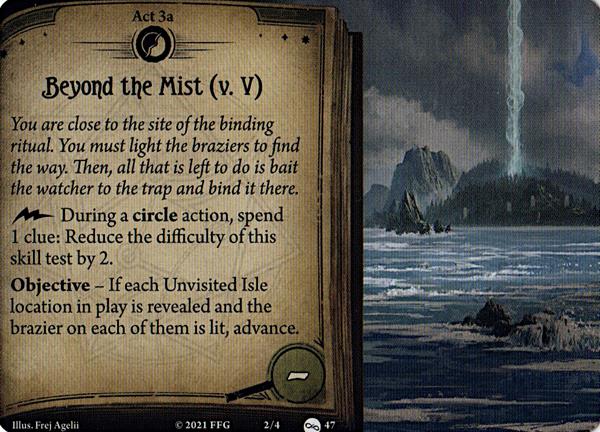 Act 3a
Beyond the Mist (v. V)
You are close to the site of the binding
ritual. You must light the braziers to find
the way. Then, all that is left to do is bait
the watcher to the trap and bind it there.
During a circle action, spend
1 clue: Reduce the difficulty of this
skill test by 2.
Objective – If each Unvisited Isle
location in play is revealed and the
brazier on each of them is lit, advance.
–
Illus. Frej Agelii
© 2021 FFG
2/4
47